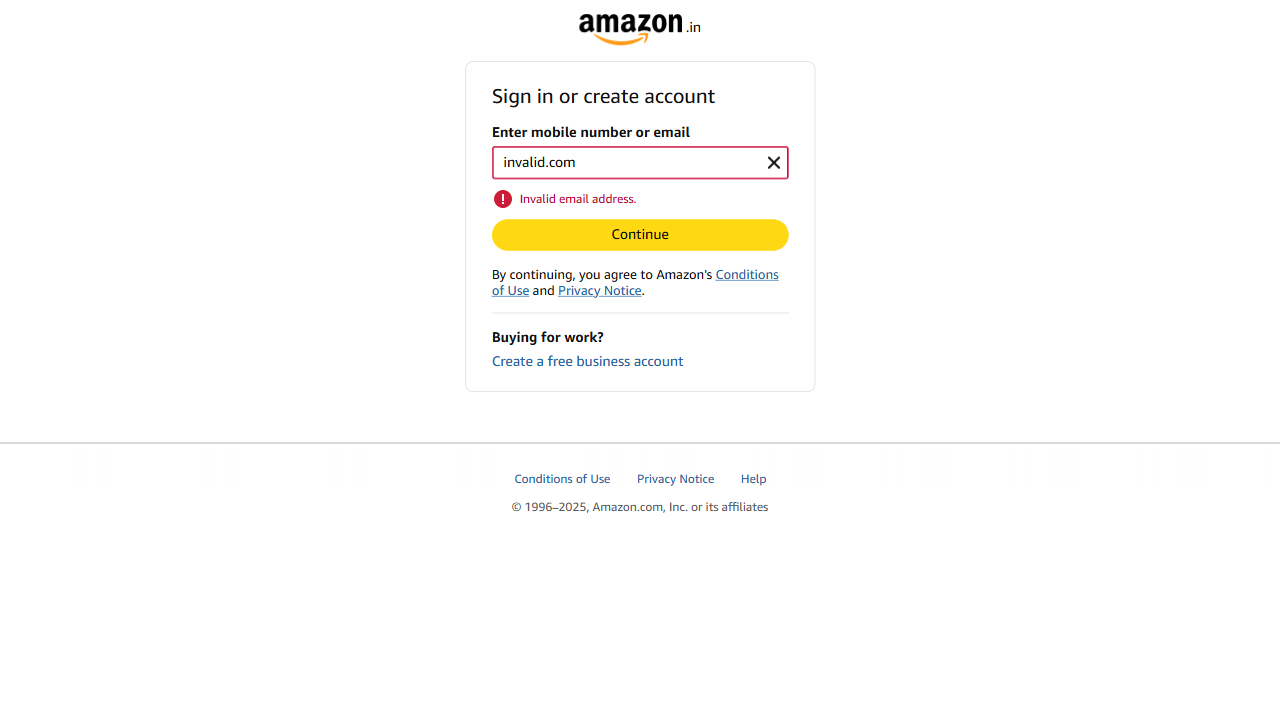 amazon.in
Sign in or create account
Enter mobile number or email
invalid.com
Invalid email address.
Continue
By continuing, you agree to Amazon's Conditions
of Use and Privacy Notice.
Buying for work?
Create a free business account
Conditions of Use Privacy Notice Help
© 1996–2025, Amazon.com, Inc. or its affiliates